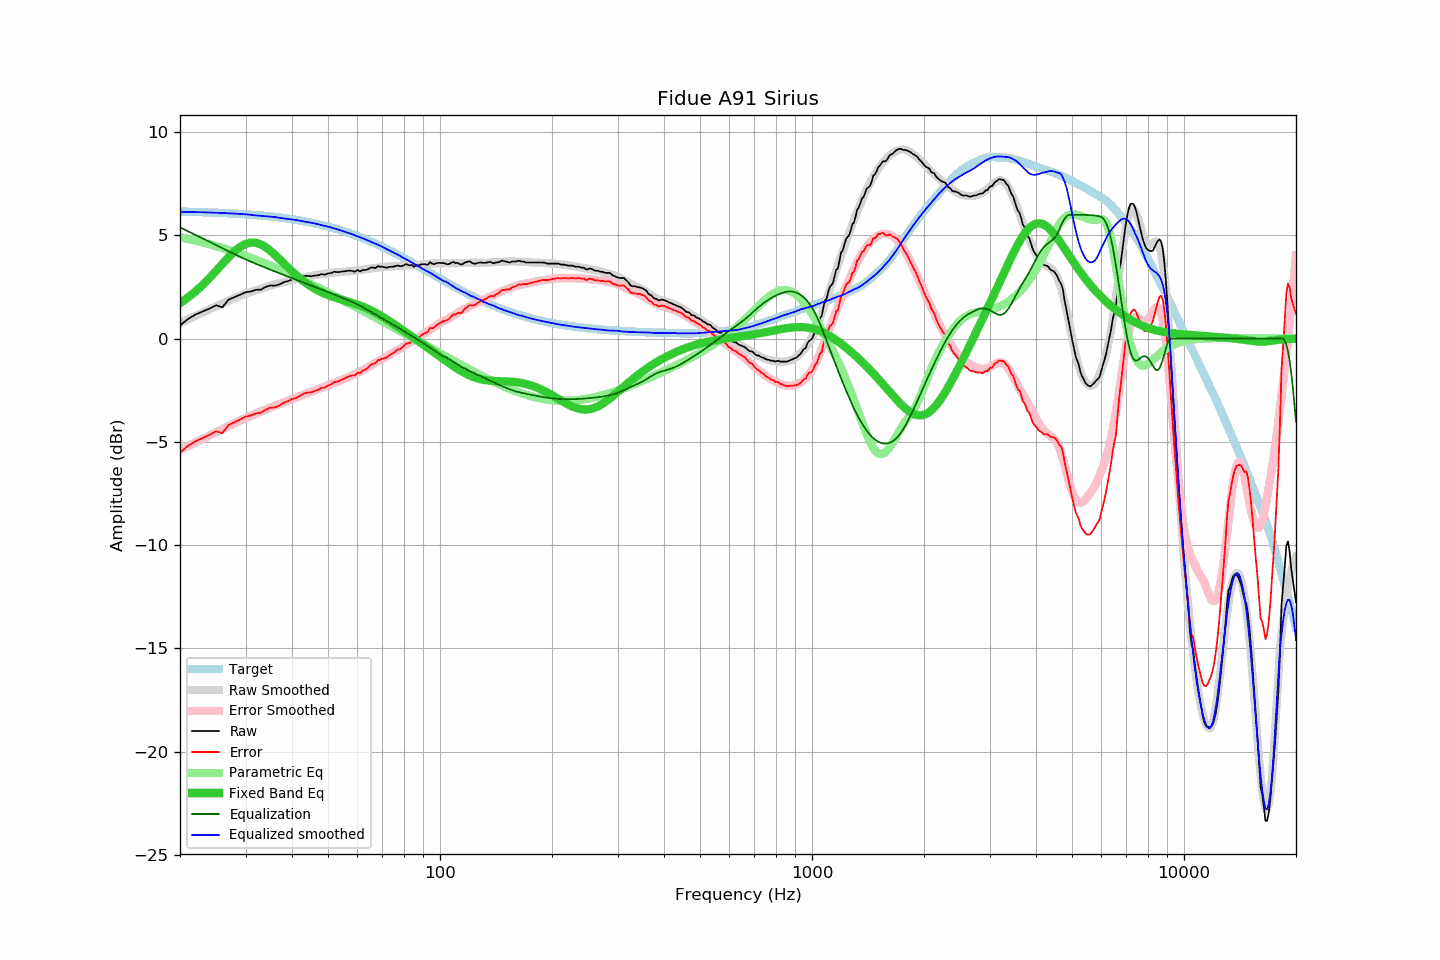 Fidue A91 Sirius
10
5
0
−5
−10
−15
−20
−25
Amplitude (dBr)
Target
Raw Smoothed
Error Smoothed
Raw
Error
Parametric Eq
Fixed Band Eq
Equalization
Equalized smoothed
100
1000
10000
Frequency (Hz)